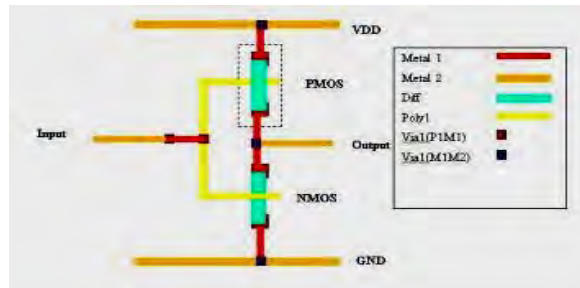 VDD
PMOS
Input
Output
NMOS
GND
Metal 1
Metal 2
Diff
Poly1
Via1(P1M1)
Via1(M1M2)